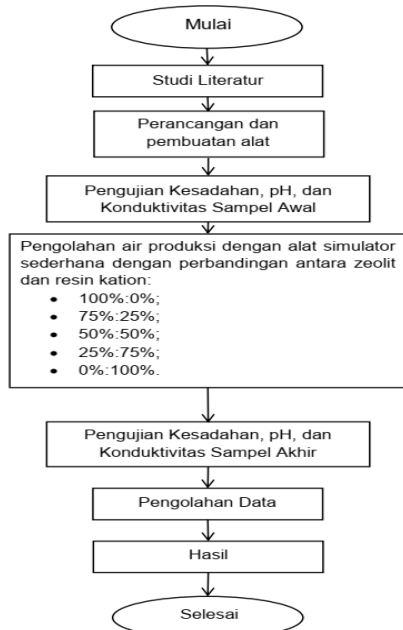 Mulai
Studi Literatur
Perancangan dan
pembuatan alat
Pengujian Kesadahan, pH, dan
Konduktivitas Sampel Awal
Pengolahan air produksi dengan alat simulator
sederhana dengan perbandingan antara zeolit
dan resin kation:
• 100%:0%;
• 75%:25%;
• 50%:50%;
• 25%:75%;
• 0%:100%.
Pengujian Kesadahan, pH, dan
Konduktivitas Sampel Akhir
Pengolahan Data
Hasil
Selesai